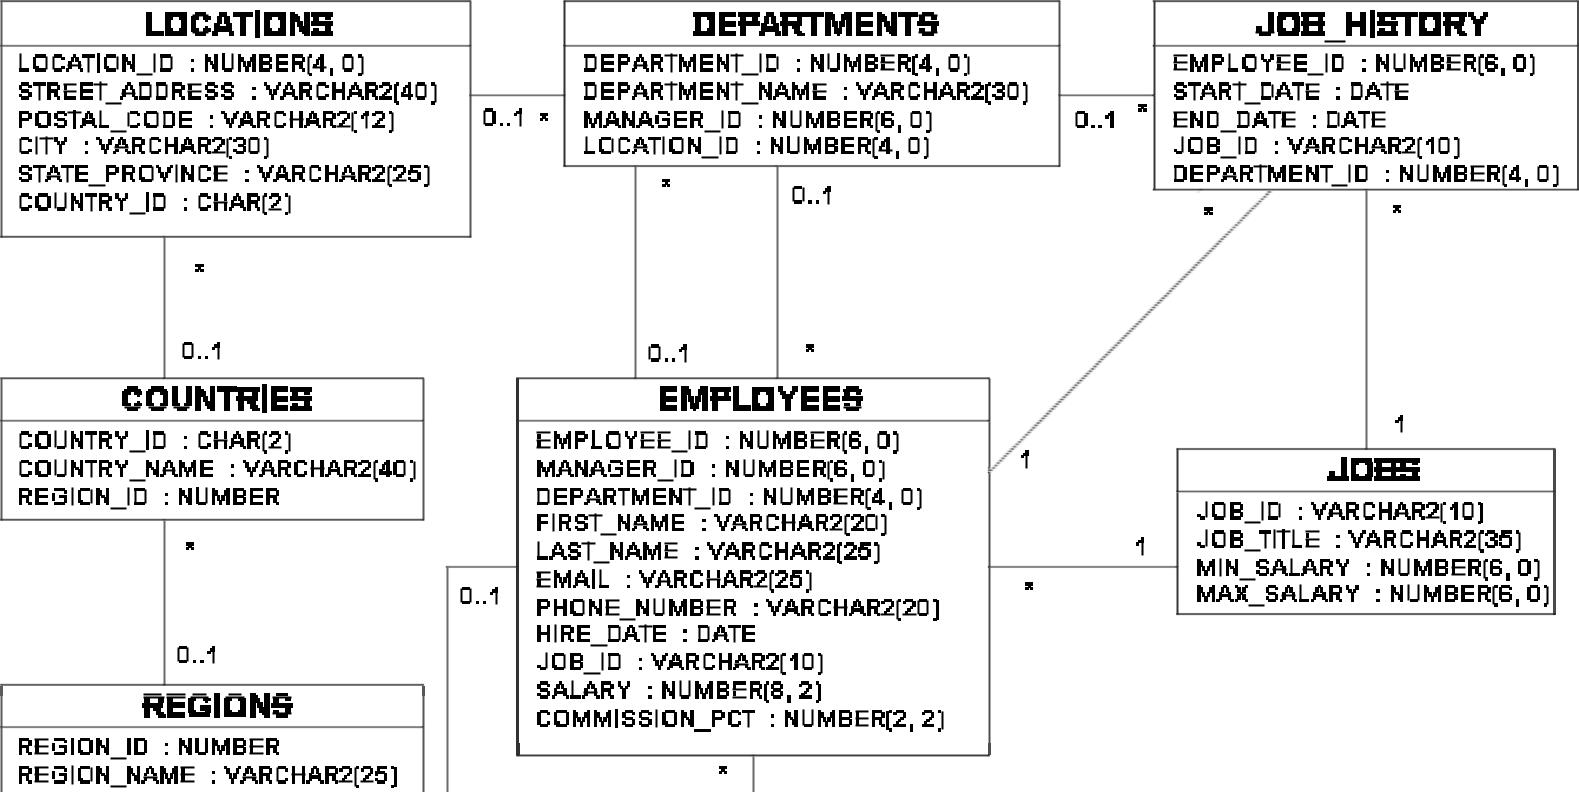 LOCATIONS
LOCATION_ID : NUMBER(4, 0)
STREET_ADDRESS : VARCHAR2(40)
POSTAL_CODE : VARCHAR2(12)
CITY : VARCHAR2(30)
STATE_PROVINCE : VARCHAR2(25)
COUNTRY_ID : CHAR(2)
0..1 *
DEPARTMENTS
DEPARTMENT_ID : NUMBER(4, 0)
DEPARTMENT_NAME : VARCHAR2(30)
MANAGER_ID : NUMBER(6, 0)
LOCATION_ID : NUMBER(4, 0)
0..1 *
JOB_HISTORY
EMPLOYEE_ID : NUMBER(6, 0)
START_DATE : DATE
END_DATE : DATE
JOB_ID : VARCHAR2(10)
DEPARTMENT_ID : NUMBER(4, 0)
*
0..1
*
*
*
0..1
0..1
*
1
COUNTRIES
COUNTRY_ID : CHAR(2)
COUNTRY_NAME : VARCHAR2(40)
REGION_ID : NUMBER
*
0..1
EMPLOYEES
EMPLOYEE_ID : NUMBER(6, 0)
MANAGER_ID : NUMBER(6, 0)
DEPARTMENT_ID : NUMBER(4, 0)
FIRST_NAME : VARCHAR2(20)
LAST_NAME : VARCHAR2(25)
EMAIL : VARCHAR2(25)
PHONE_NUMBER : VARCHAR2(20)
HIRE_DATE : DATE
JOB_ID : VARCHAR2(10)
SALARY : NUMBER(8, 2)
COMMISSION_PCT : NUMBER(2, 2)
1
1
*
0..1
*
JOBS
JOB_ID : VARCHAR2(10)
JOB_TITLE : VARCHAR2(35)
MIN_SALARY : NUMBER(6, 0)
MAX_SALARY : NUMBER(6, 0)
REGIONS
REGION_ID : NUMBER
REGION_NAME : VARCHAR2(25)